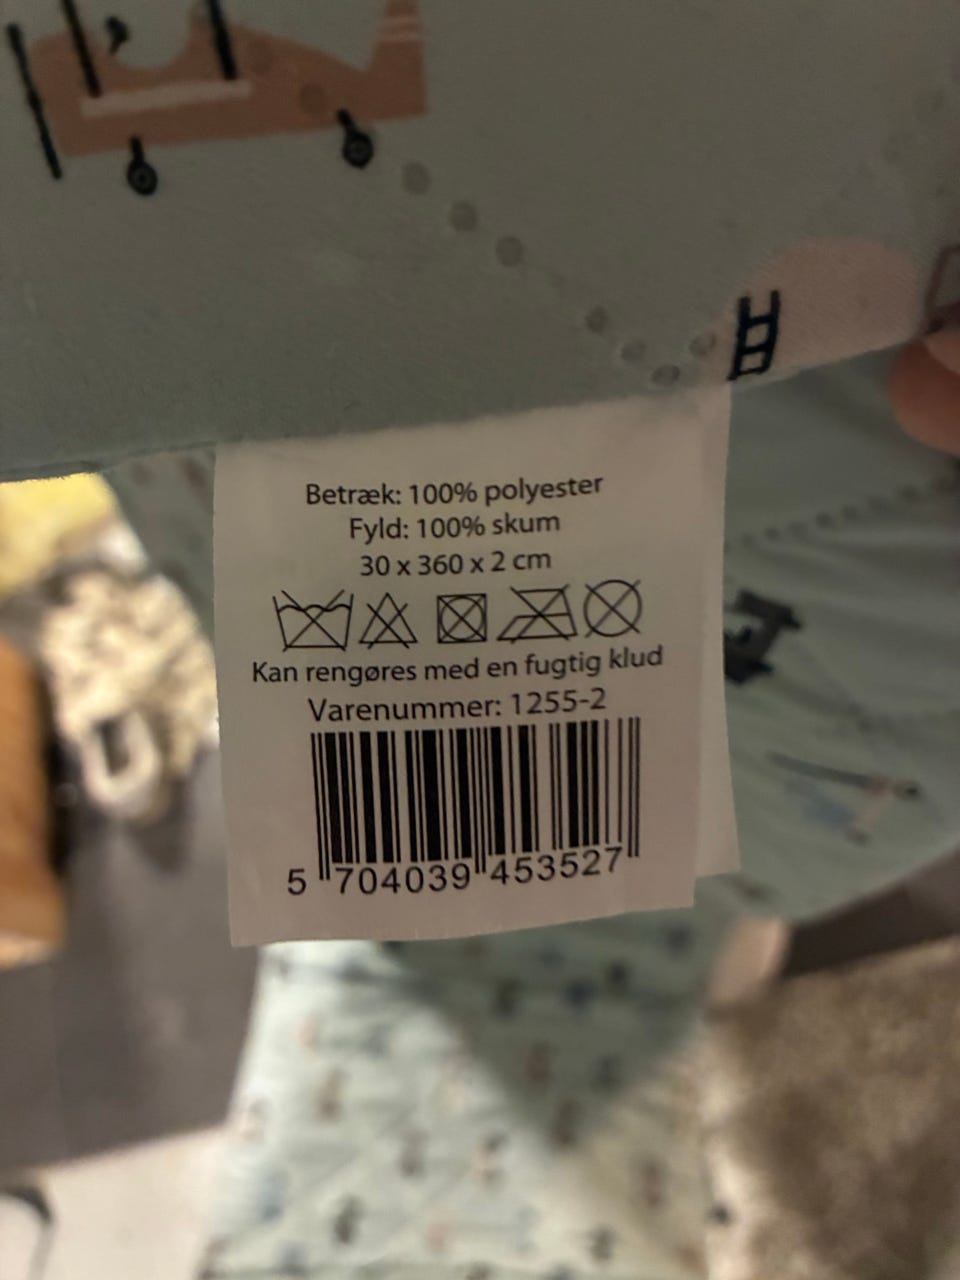 Betræk: 100% polyester
Fyld: 100% skum
30 x 360 x 2 cm
Kan rengøres med en fugtig klud
Varenummer: 1255-2
5 704039 453527